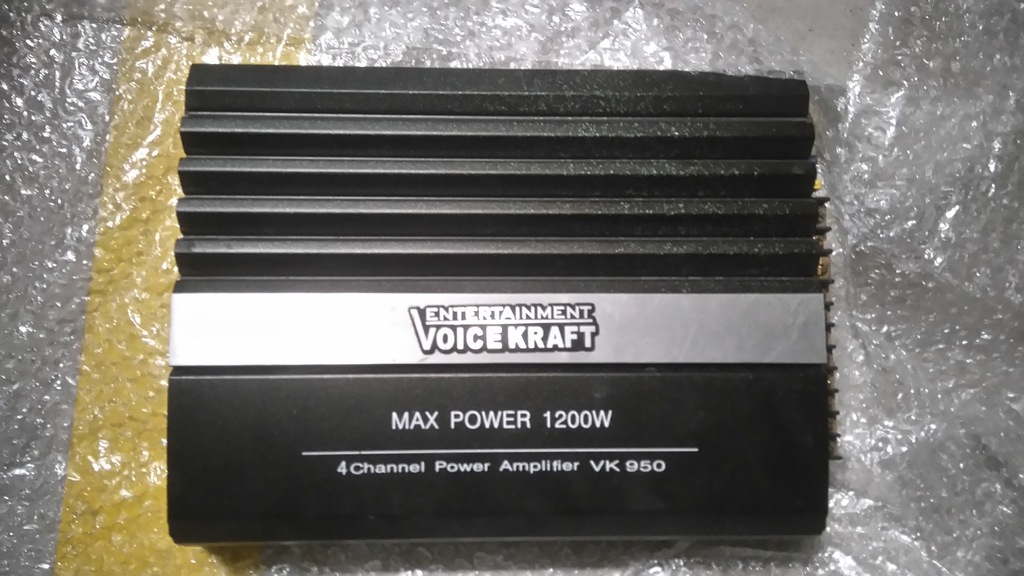 ENTERTAINMENT
VOICE KRAFT
MAX POWER 1200W
4 Channel Power Amplifier VK 950